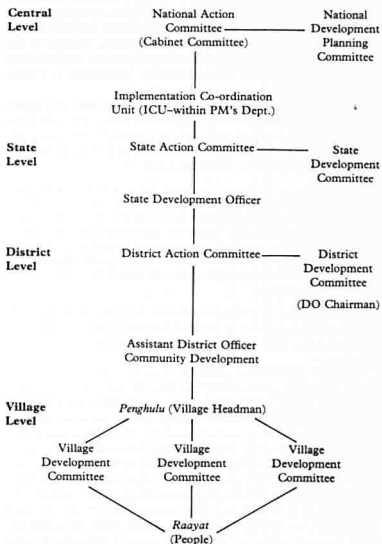 Central
Level
National Action
Committee
(Cabinet Committee)
National
Development
Planning
Committee
Implementation Co-ordination
Unit (ICU–within PM's Dept.)
State
Level
State Action Committee
State
Development
Committee
State Development Officer
District
Level
District Action Committee
District
Development
Committee
(DO Chairman)
Assistant District Officer
Community Development
Village
Level
Penghulu (Village Headman)
Village
Development
Committee
Village
Development
Committee
Village
Development
Committee
Raayat
(People)